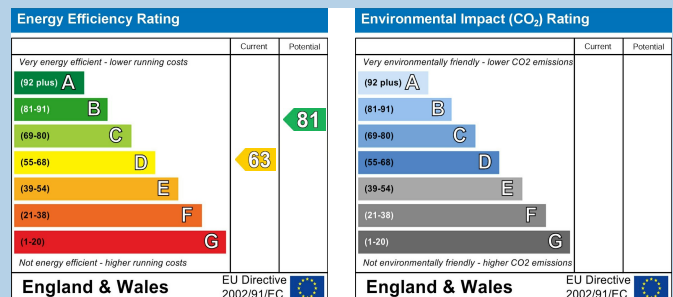 Energy Efficiency Rating
Current Potential
Very energy efficient - lower running costs
(92 plus) A
(81-91) B
(69-80) C
(55-68) D
(39-54) E
(21-38) F
(1-20) G
63
81
Not energy efficient - higher running costs
England & Wales
EU Directive
2002/91/EC
Environmental Impact (CO₂) Rating
Current Potential
Very environmentally friendly - lower CO2 emissions
(92 plus) A
(81-91) B
(69-80) C
(55-68) D
(39-54) E
(21-38) F
(1-20) G
Not environmentally friendly - higher CO2 emissions
England & Wales
EU Directive
2002/91/EC